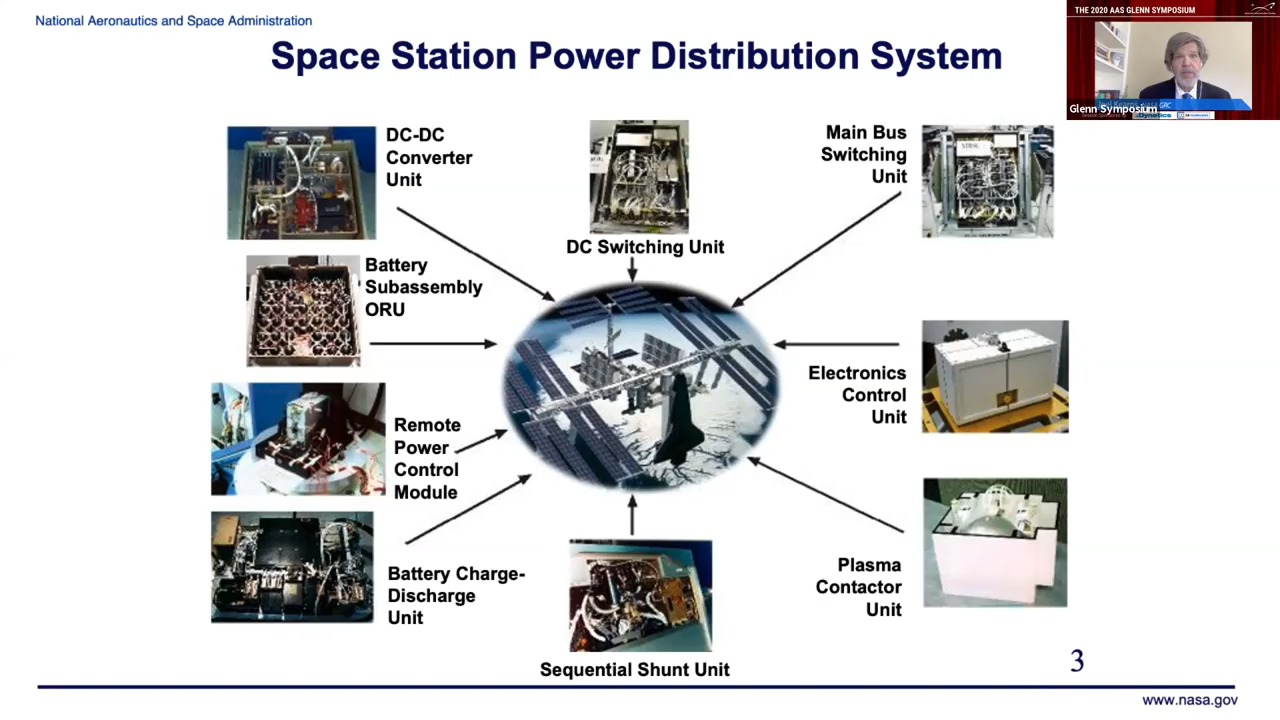 National Aeronautics and Space Administration
THE 2020 AAS GLENN SYMPOSIUM
Space Station Power Distribution System
Glenn Symposium
Dynetics
DC-DC
Converter
Unit
DC Switching Unit
Main Bus
Switching
Unit
Battery
Subassembly
ORU
Electronics
Control
Unit
Remote
Power
Control
Module
Battery Charge-
Discharge
Unit
Sequential Shunt Unit
Plasma
Contactor
Unit
3
www.nasa.gov